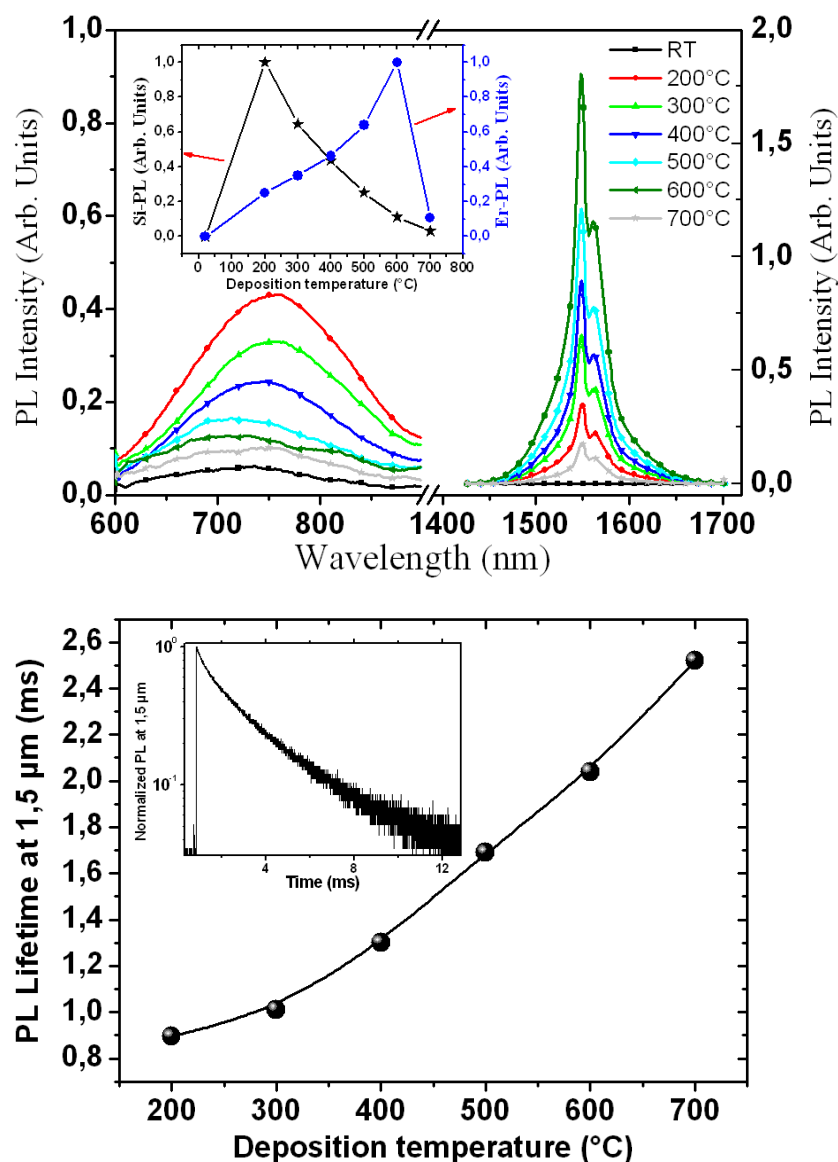 1,0
0,8
0,6
0,4
0,2
0,0
PL Intensity (Arb. Units)
2,0
1,5
1,0
0,5
0,0
PL Intensity (Arb. Units)
600 700 800 1400 1500 1600 1700
Wavelength (nm)
RT
200°C
300°C
400°C
500°C
600°C
700°C
1,0
0,8
0,6
0,4
0,2
0,0
Si-PL (Arb. Units)
1,0
0,8
0,6
0,4
0,2
0,0
Er-PL (Arb. Units)
0 100 200 300 400 500 600 700 800
Deposition temperature (°C)
2,6
2,4
2,2
2,0
1,8
1,6
1,4
1,2
1,0
0,8
PL Lifetime at 1,5 µm (ms)
200 300 400 500 600 700
Deposition temperature (°C)
10⁰
10⁻¹
Normalized PL at 1,5 µm
4 8 12
Time (ms)